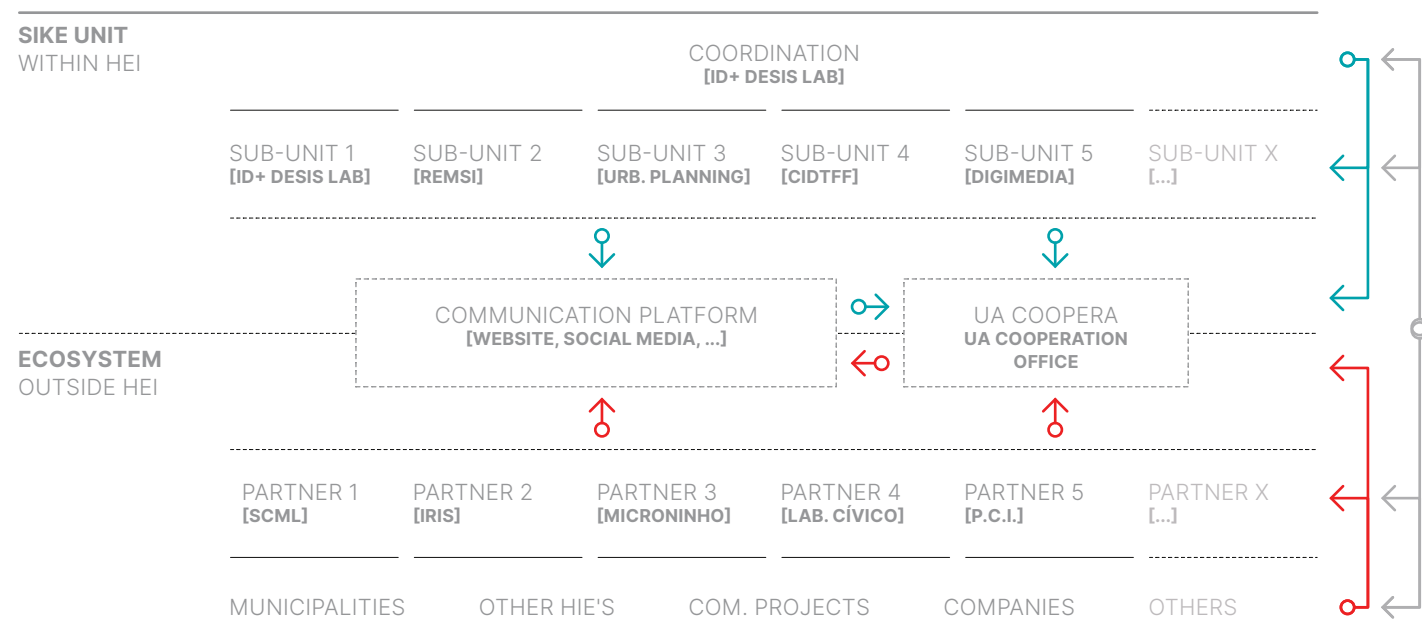 SIKE UNIT
WITHIN HEI
COORDINATION
[ID+ DESIS LAB]
SUB-UNIT 1
[ID+ DESIS LAB]
SUB-UNIT 2
[REMSI]
SUB-UNIT 3
[URB. PLANNING]
SUB-UNIT 4
[CIDTFF]
SUB-UNIT 5
[DIGIMEDIA]
SUB-UNIT X
[...]
COMMUNICATION PLATFORM
[WEBSITE, SOCIAL MEDIA, ...]
UA COOPERA
UA COOPERATION
OFFICE
ECOSYSTEM
OUTSIDE HEI
PARTNER 1
[SCML]
PARTNER 2
[IRIS]
PARTNER 3
[MICRONINHO]
PARTNER 4
[LAB. CÍVICO]
PARTNER 5
[P.C.I.]
PARTNER X
[...]
MUNICIPALITIES
OTHER HIE'S
COM. PROJECTS
COMPANIES
OTHERS